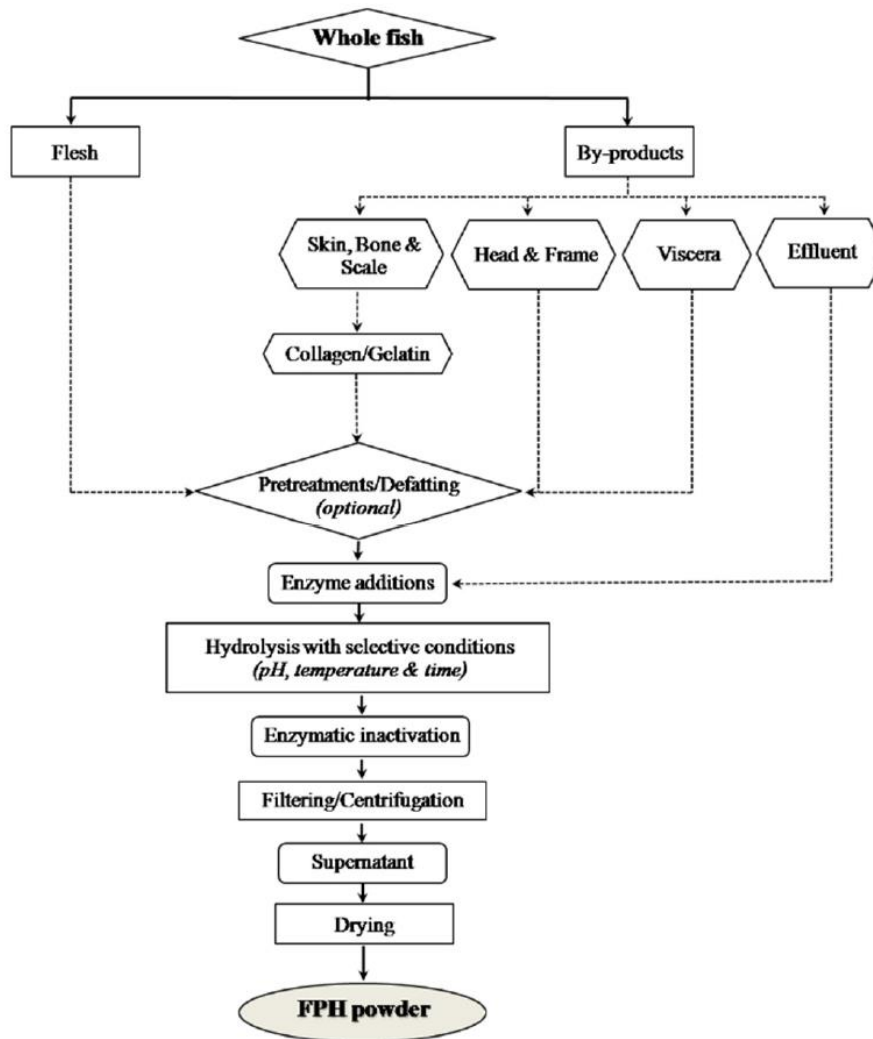 Whole fish
Flesh
By-products
Skin, Bone &
Scale
Head & Frame
Viscera
Effluent
Collagen/Gelatin
Pretreatments/Defatting
(optional)
Enzyme additions
Hydrolysis with selective conditions
(pH, temperature & time)
Enzymatic inactivation
Filtering/Centrifugation
Supernatant
Drying
FPH powder